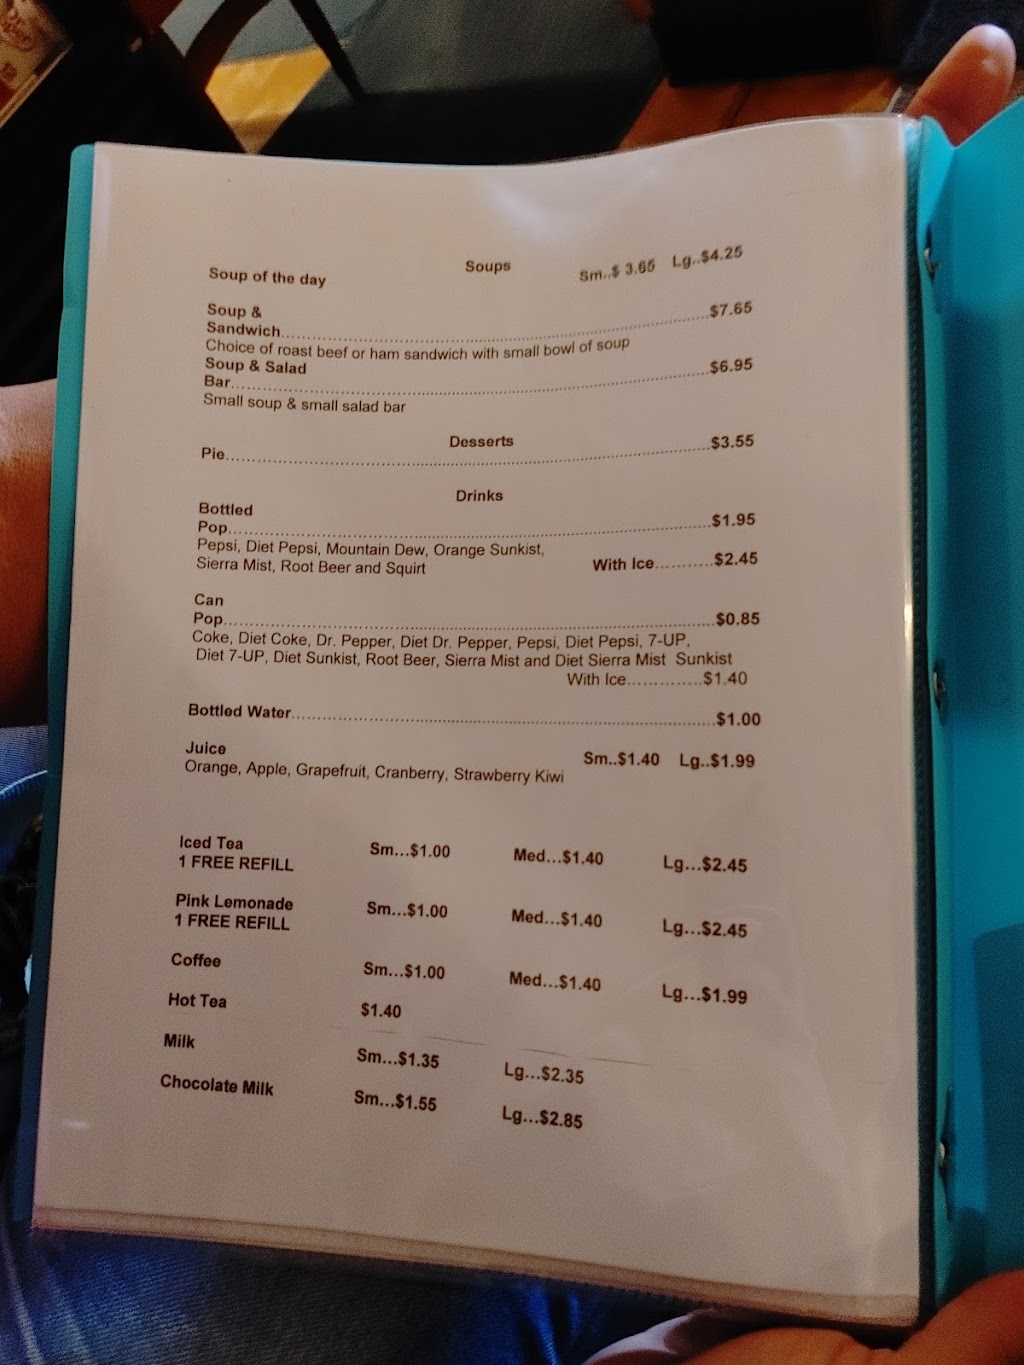 Soups
Soup of the day Sm..$ 3.65 Lg..$4.25
Soup &
Sandwich..........$7.65
Choice of roast beef or ham sandwich with small bowl of soup
Soup & Salad
Bar..........$6.95
Small soup & small salad bar
Desserts
Pie..........$3.55
Drinks
Bottled
Pop..........$1.95
Pepsi, Diet Pepsi, Mountain Dew, Orange Sunkist,
Sierra Mist, Root Beer and Squirt With Ice..........$2.45
Can
Pop..........$0.85
Coke, Diet Coke, Dr. Pepper, Diet Dr. Pepper, Pepsi, Diet Pepsi, 7-UP,
Diet 7-UP, Diet Sunkist, Root Beer, Sierra Mist and Diet Sierra Mist Sunkist
With Ice..........$1.40
Bottled Water..........$1.00
Juice Sm..$1.40 Lg..$1.99
Orange, Apple, Grapefruit, Cranberry, Strawberry Kiwi
Iced Tea Sm...$1.00 Med...$1.40 Lg...$2.45
1 FREE REFILL
Pink Lemonade Sm...$1.00 Med...$1.40 Lg...$2.45
1 FREE REFILL
Coffee Sm...$1.00 Med...$1.40 Lg...$1.99
Hot Tea $1.40
Milk Sm...$1.35 Lg...$2.35
Chocolate Milk Sm...$1.55 Lg...$2.85